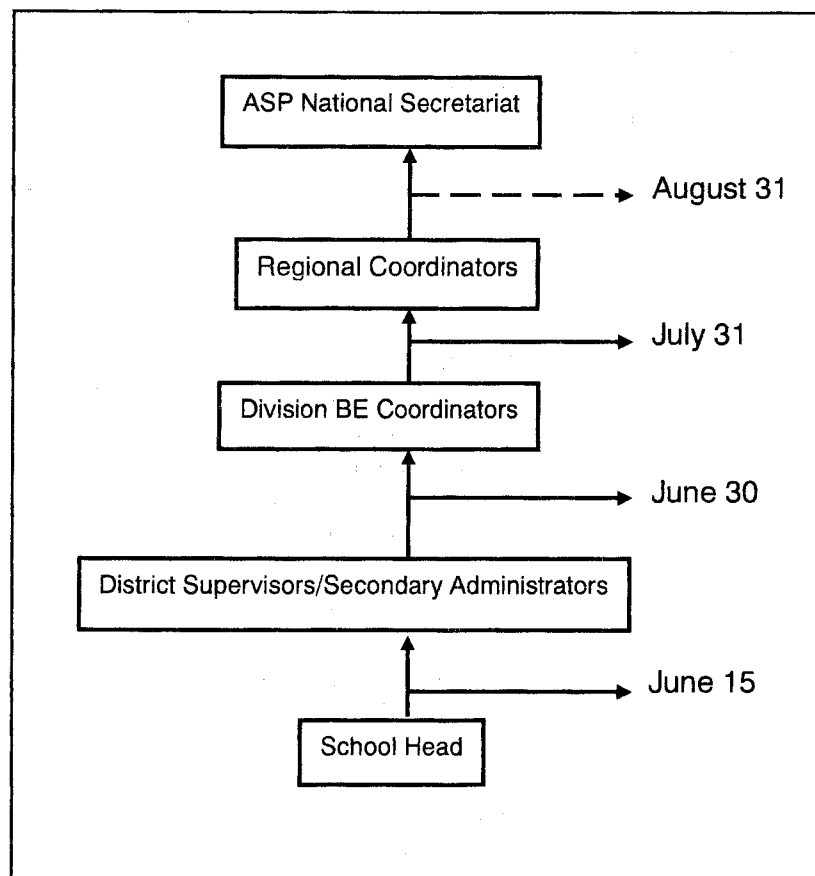 ASP National Secretariat
August 31
Regional Coordinators
July 31
Division BE Coordinators
June 30
District Supervisors/Secondary Administrators
June 15
School Head